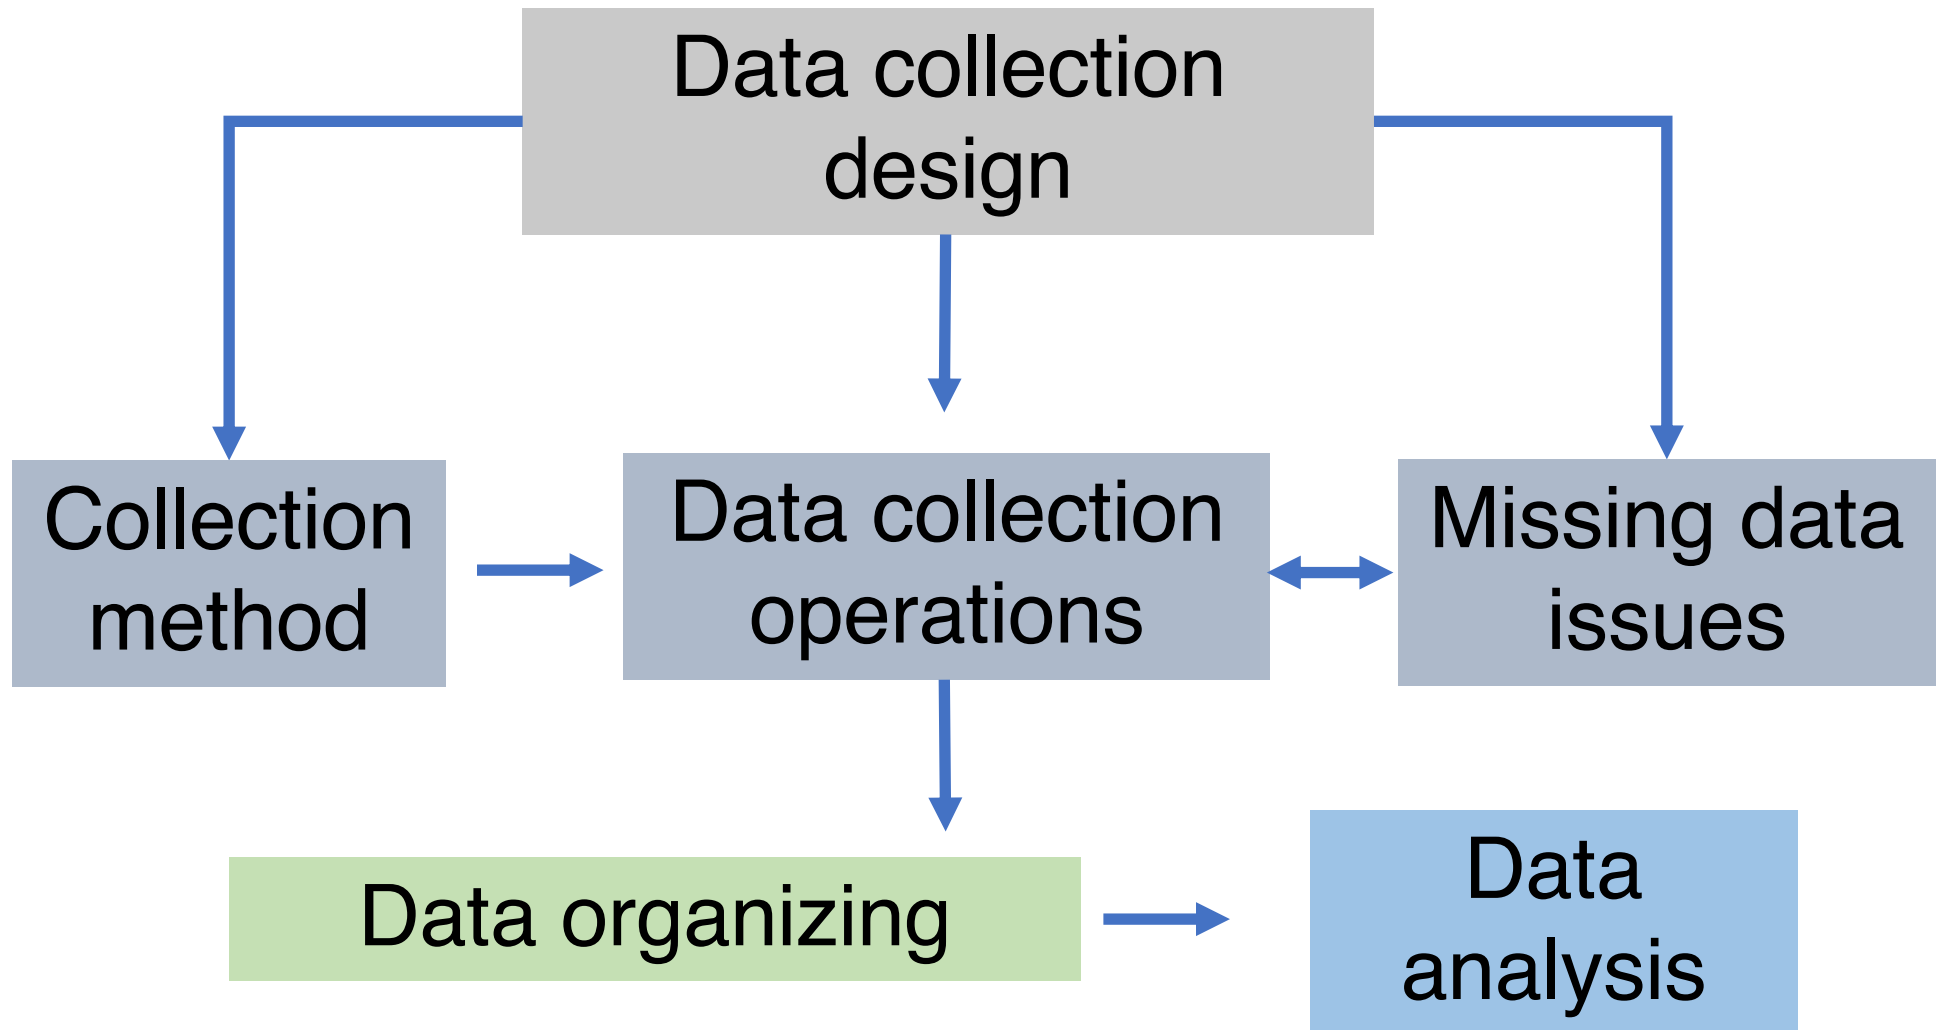 Data collection
design
Collection
method
Data collection
operations
Missing data
issues
Data organizing
Data
analysis